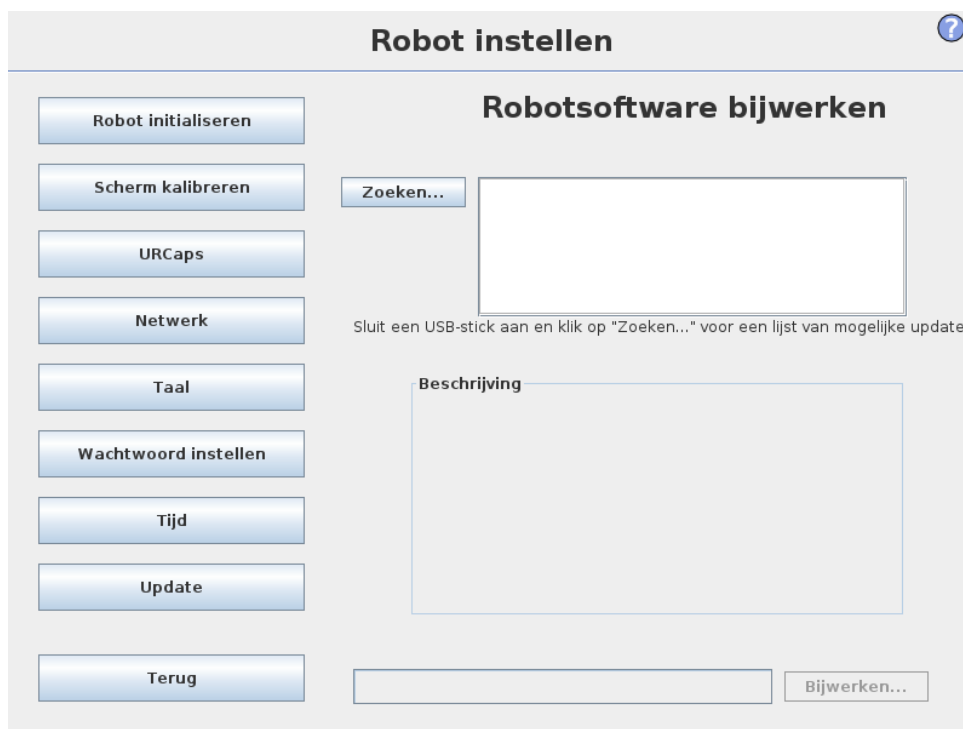 Robot instellen
?
Robot initialiseren
Scherm kalibreren
URCaps
Netwerk
Taal
Wachtwoord instellen
Tijd
Update
Terug
Robotsoftware bijwerken
Zoeken...
Sluit een USB-stick aan en klik op "Zoeken..." voor een lijst van mogelijke update
Beschrijving
Bijwerken...